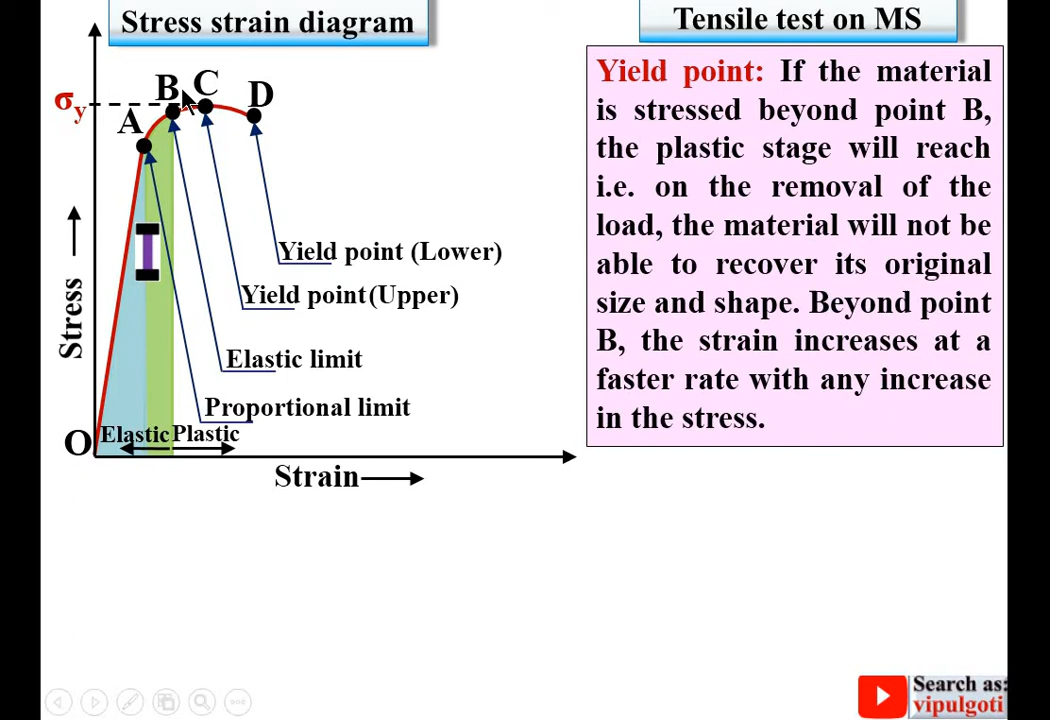 Stress strain diagram
Tensile test on MS
σy
A
B
C
D
O
Stress
Strain
Elastic
Plastic
Yield point (Lower)
Yield point (Upper)
Elastic limit
Proportional limit
Yield point: If the material
is stressed beyond point B,
the plastic stage will reach
i.e. on the removal of the
load, the material will not be
able to recover its original
size and shape. Beyond point
B, the strain increases at a
faster rate with any increase
in the stress.
Search as:
vipulgoti